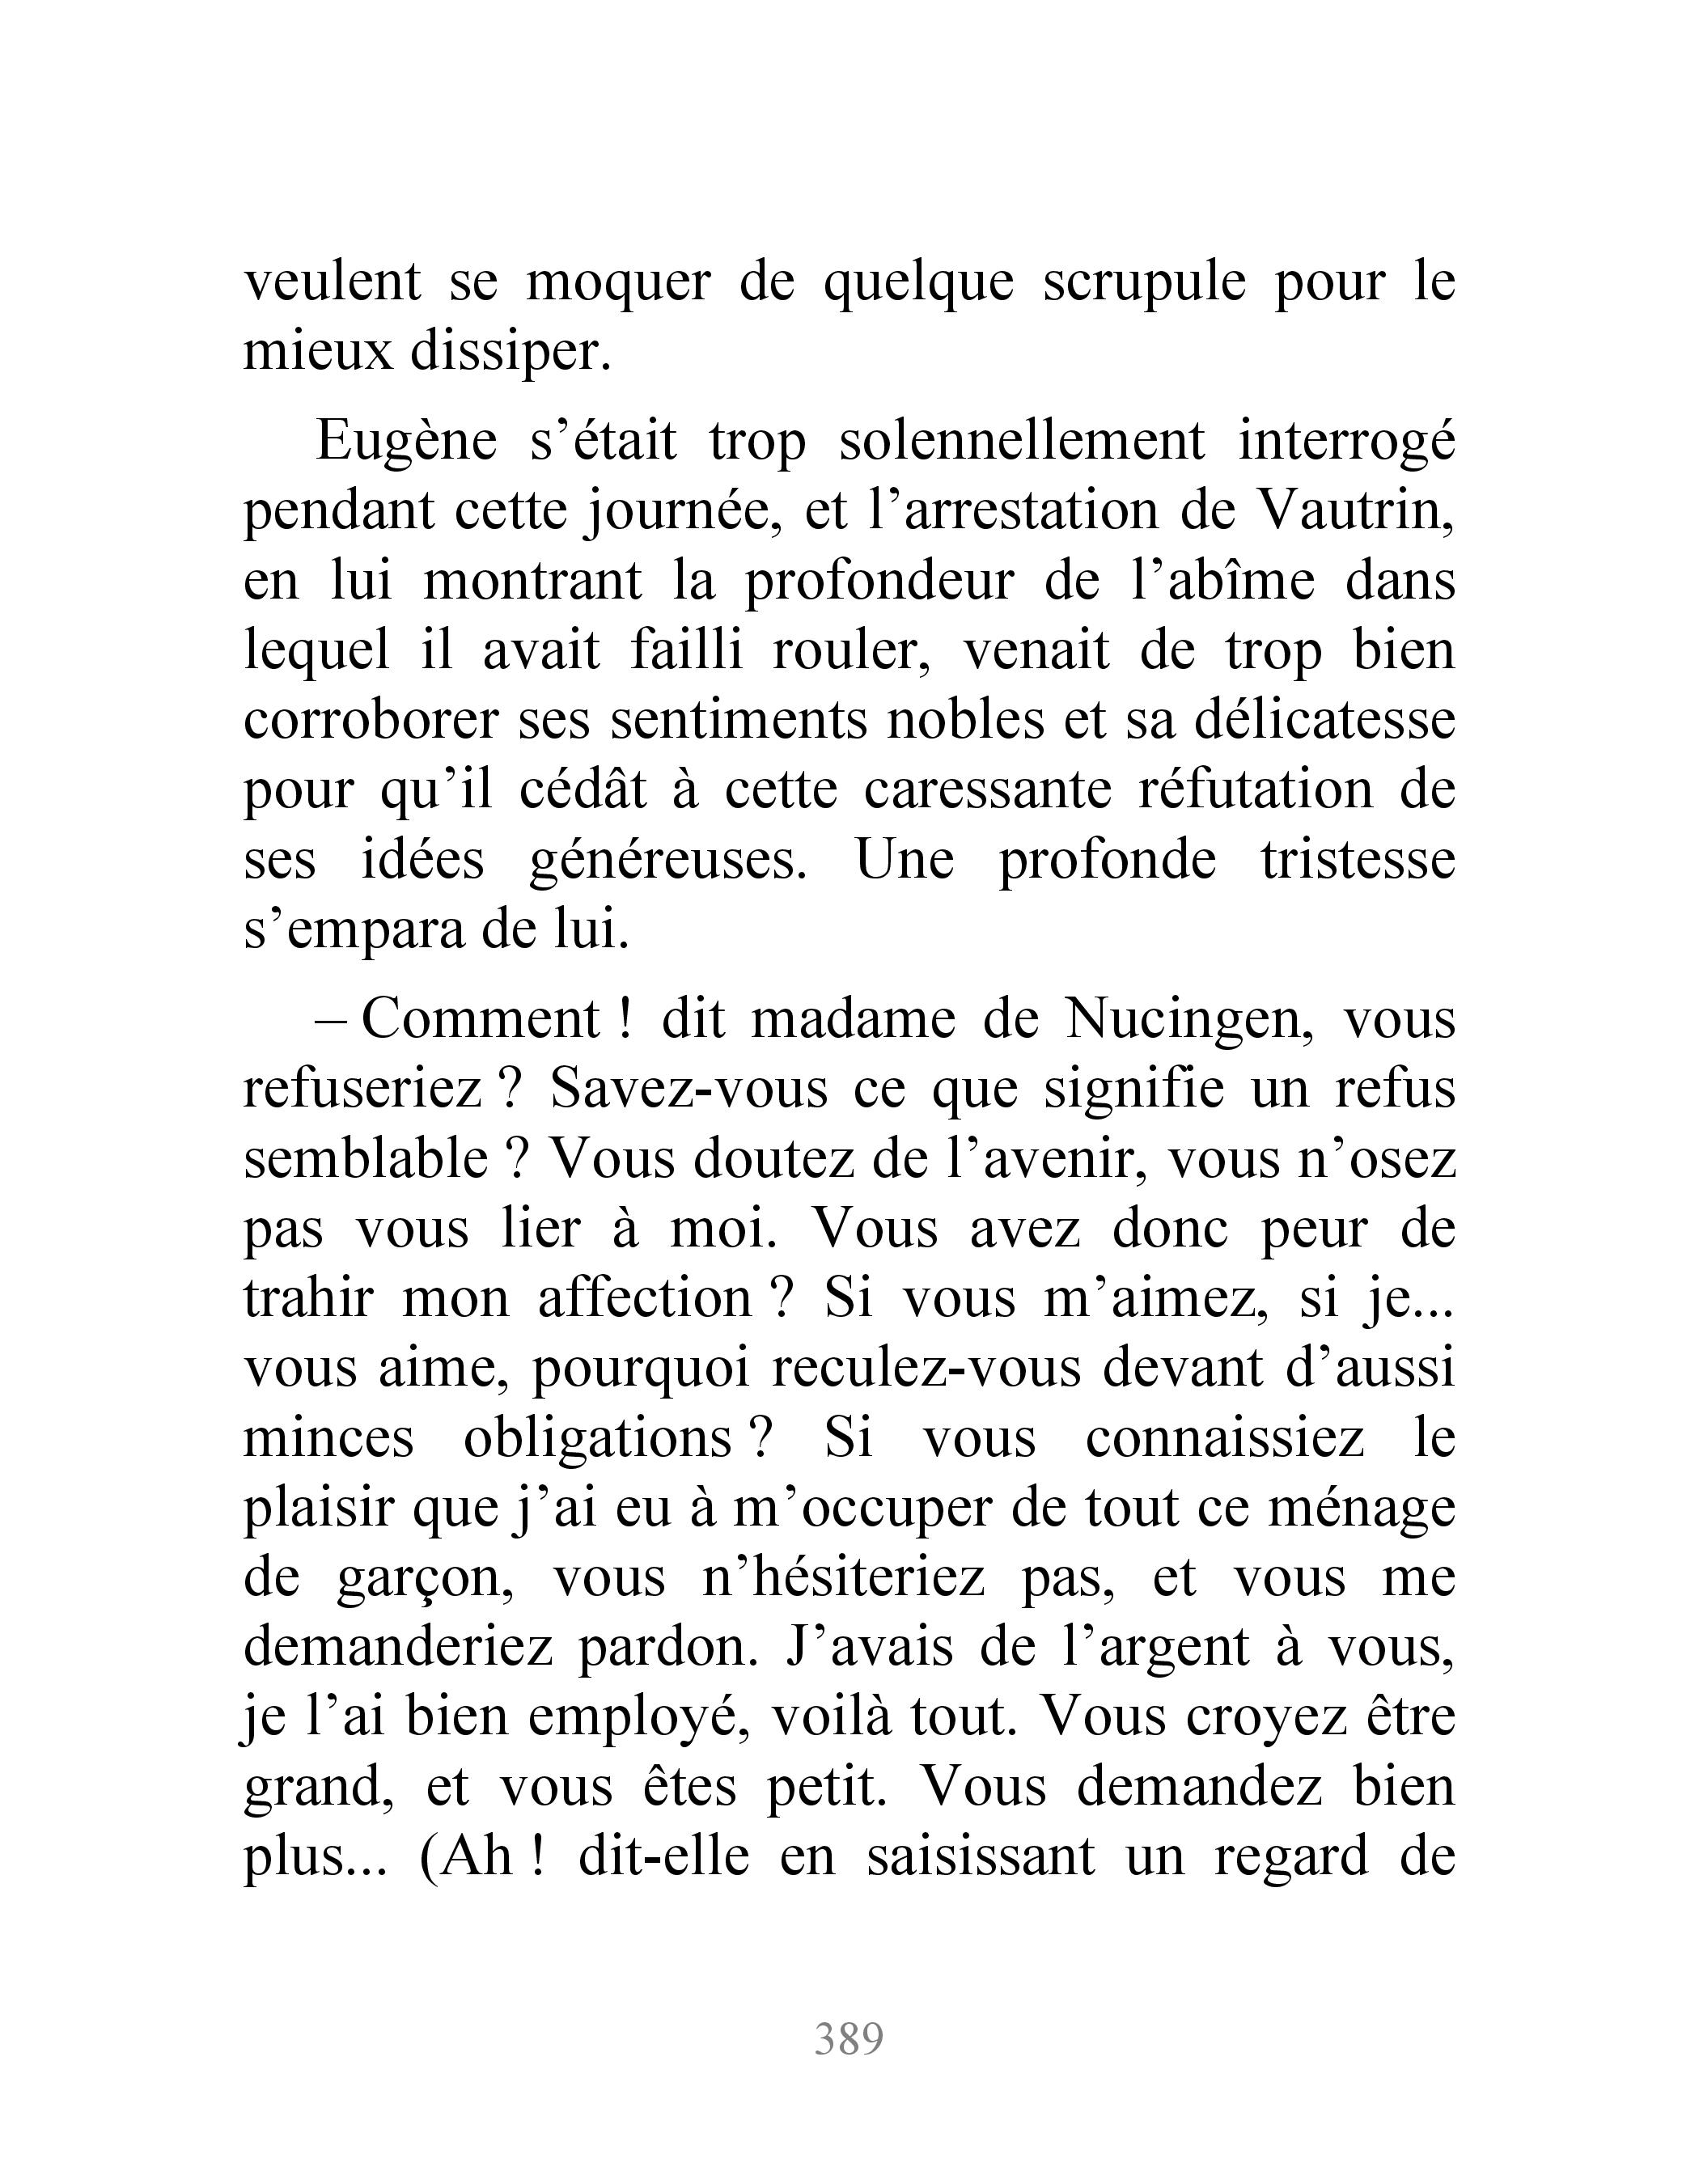 veulent se moquer de quelque scrupule pour le
mieux dissiper.
Eugène s’était trop solennellement interrogé
pendant cette journée, et l’arrestation de Vautrin,
en lui montrant la profondeur de l’abîme dans
lequel il avait failli rouler, venait de trop bien
corroborer ses sentiments nobles et sa délicatesse
pour qu’il cédât à cette caressante réfutation de
ses idées généreuses. Une profonde tristesse
s’empara de lui.
– Comment ! dit madame de Nucingen, vous
refuseriez ? Savez-vous ce que signifie un refus
semblable ? Vous doutez de l’avenir, vous n’osez
pas vous lier à moi. Vous avez donc peur de
trahir mon affection ? Si vous m’aimez, si je...
vous aime, pourquoi reculez-vous devant d’aussi
minces obligations ? Si vous connaissiez le
plaisir que j’ai eu à m’occuper de tout ce ménage
de garçon, vous n’hésiteriez pas, et vous me
demanderiez pardon. J’avais de l’argent à vous,
je l’ai bien employé, voilà tout. Vous croyez être
grand, et vous êtes petit. Vous demandez bien
plus... (Ah ! dit-elle en saisissant un regard de
389